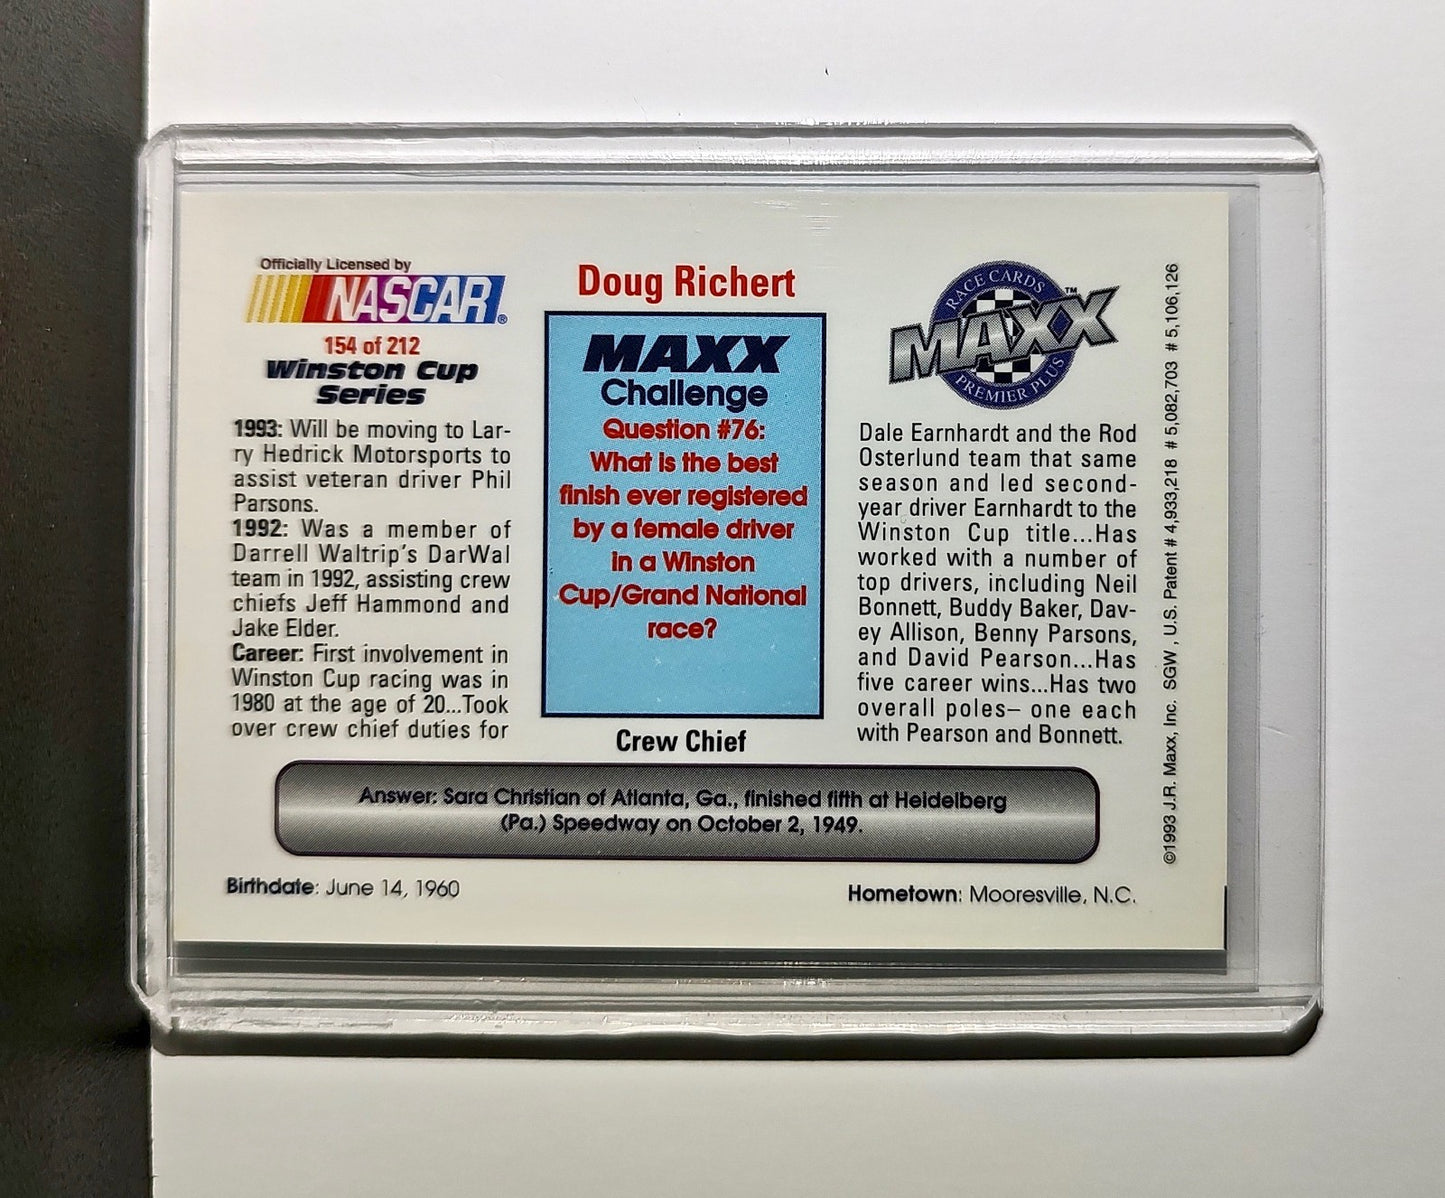 Officially Licensed by
NASCAR®
154 of 212
Winston Cup
Series
1993: Will be moving to Lar-
ry Hedrick Motorsports to
assist veteran driver Phil
Parsons.
1992: Was a member of
Darrell Waltrip's DarWal
team in 1992, assisting crew
chiefs Jeff Hammond and
Jake Elder.
Career: First involvement in
Winston Cup racing was in
1980 at the age of 20...Took
over crew chief duties for
Doug Richert
MAXX
Challenge
Question #76:
What is the best
finish ever registered
by a female driver
in a Winston
Cup/Grand National
race?
Crew Chief
RACE CARDS
MAXX™
PREMIER PLUS
Dale Earnhardt and the Rod
Osterlund team that same
season and led second-
year driver Earnhardt to the
Winston Cup title...Has
worked with a number of
top drivers, including Neil
Bonnett, Buddy Baker, Dav-
ey Allison, Benny Parsons,
and David Pearson...Has
five career wins...Has two
overall poles– one each
with Pearson and Bonnett.
©1993 J.R. Maxx, Inc. SGW , U.S. Patent # 4,933,218 # 5,082,703 # 5,106,126
Answer: Sara Christian of Atlanta, Ga., finished fifth at Heidelberg
(Pa.) Speedway on October 2, 1949.
Birthdate: June 14, 1960
Hometown: Mooresville, N.C.